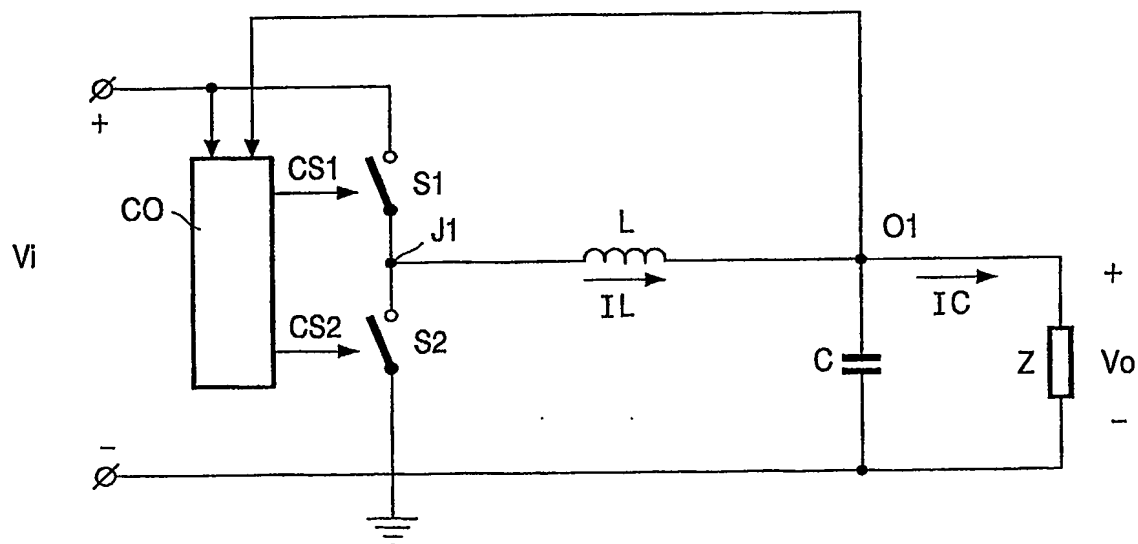 +
CS1
S1
CO
J1
L
O1
Vi
IL
IC
+
CS2
S2
C
Z
Vo
-
-